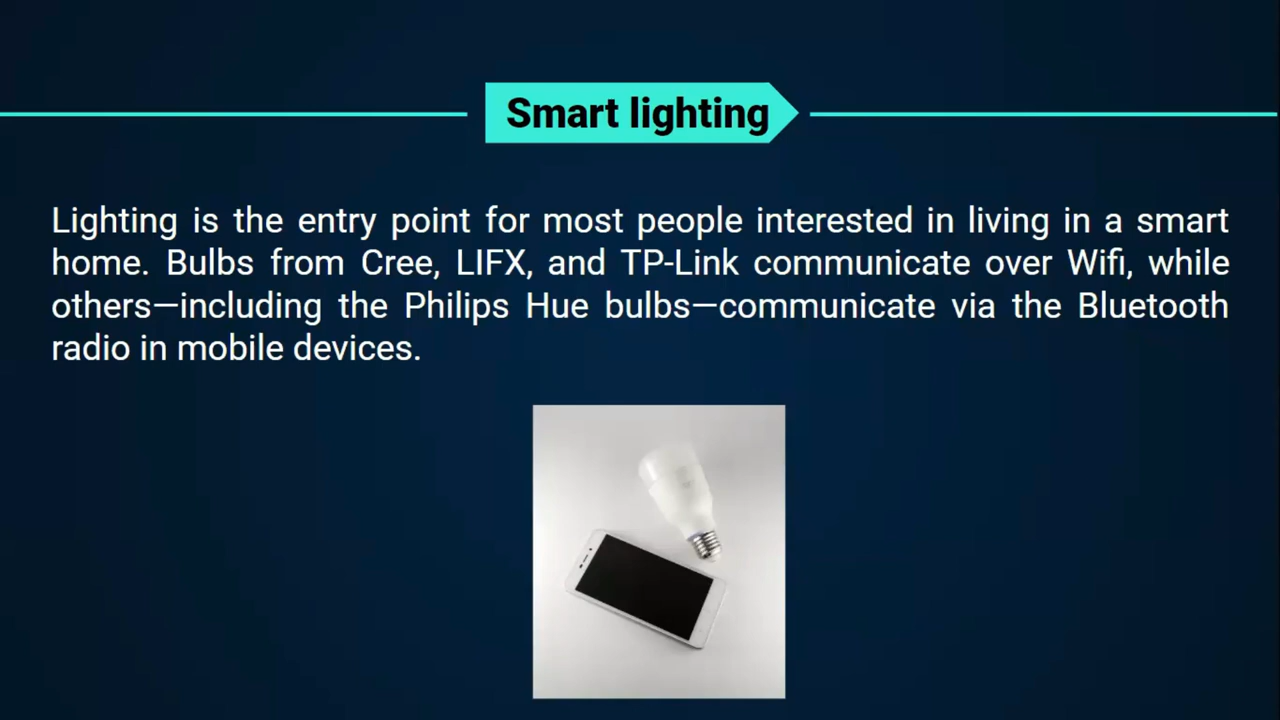 Smart lighting
Lighting is the entry point for most people interested in living in a smart
home. Bulbs from Cree, LIFX, and TP-Link communicate over Wifi, while
others—including the Philips Hue bulbs—communicate via the Bluetooth
radio in mobile devices.